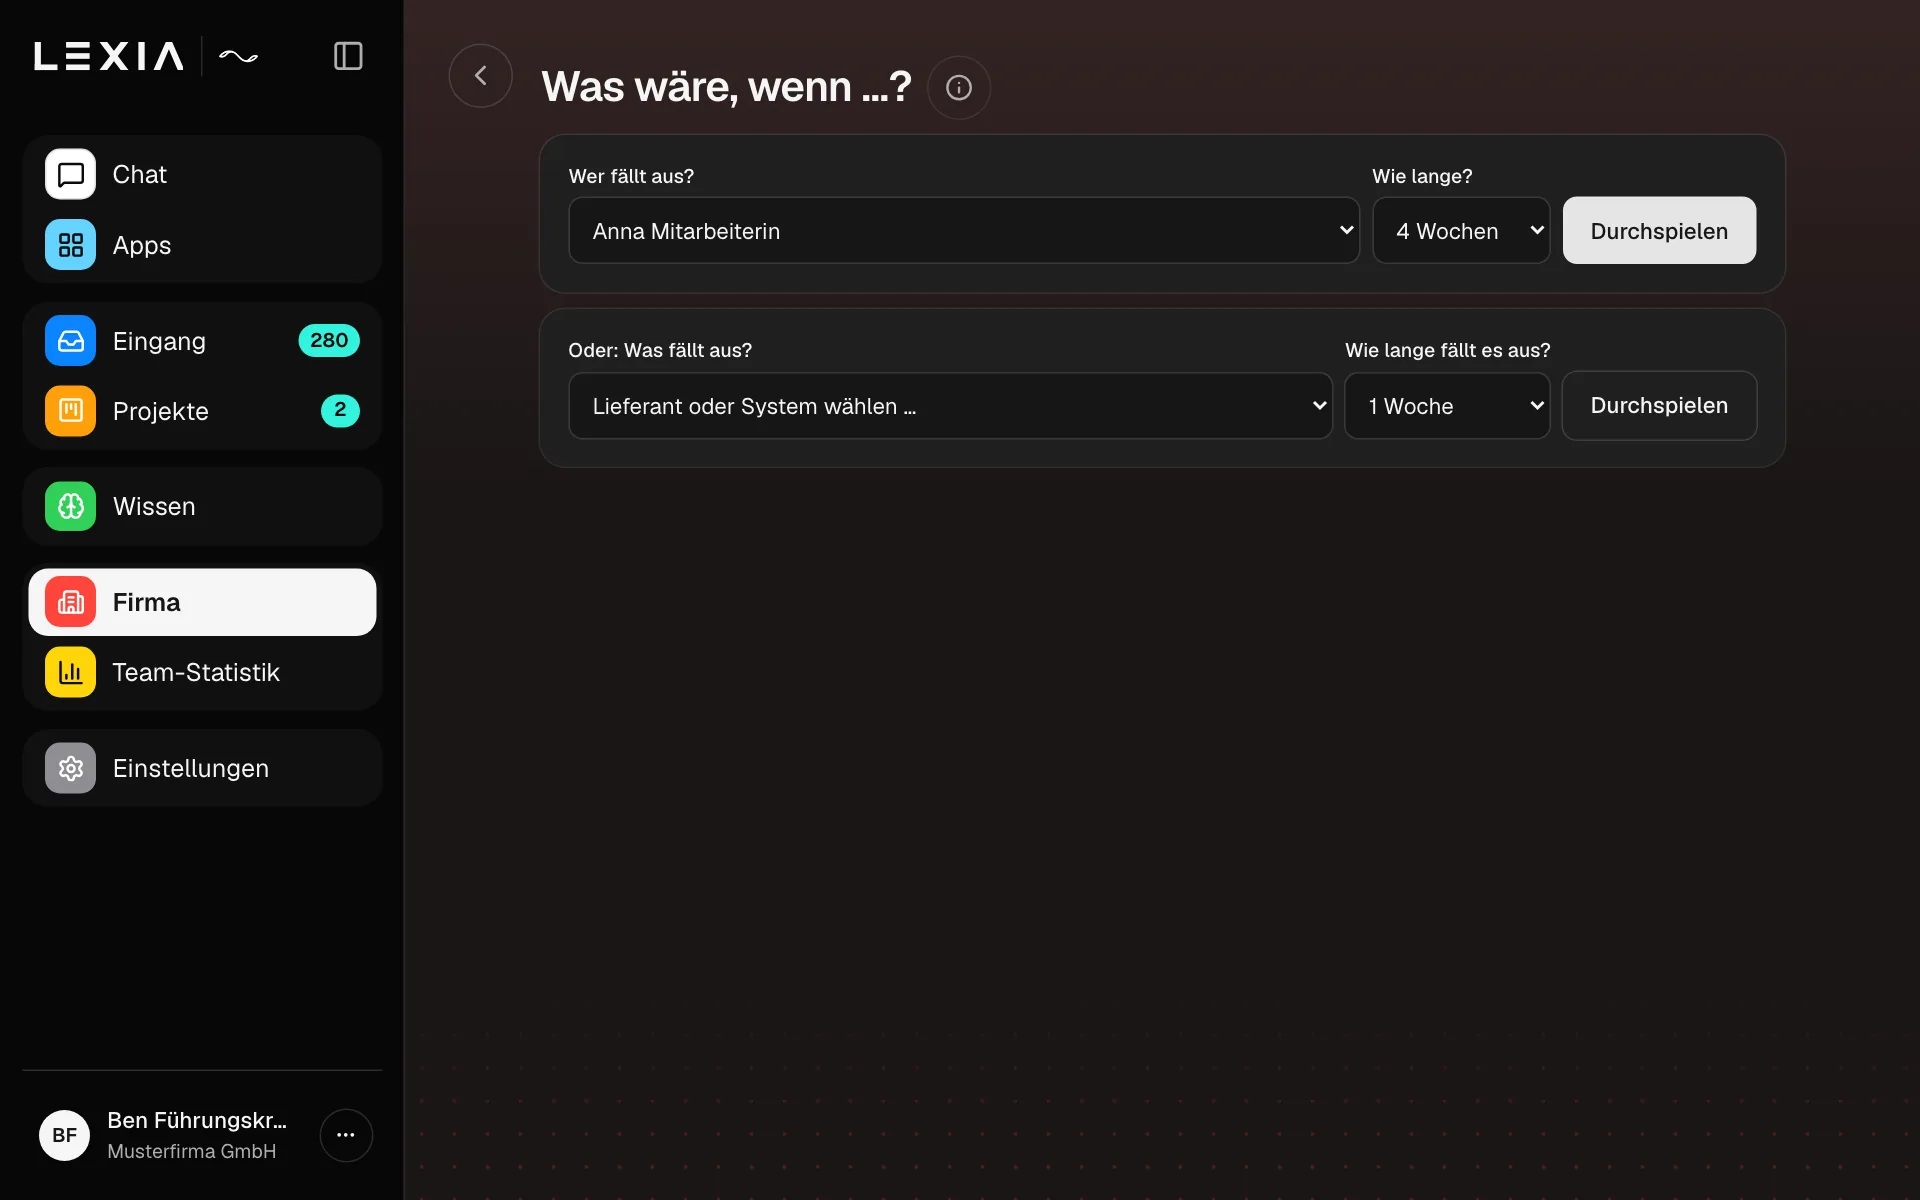 LEXIA
Chat
Apps
Eingang 280
Projekte 2
Wissen
Firma
Team-Statistik
Einstellungen
BF
Ben Führungskr...
Musterfirma GmbH
Was wäre, wenn ...?
Wer fällt aus? Wie lange?
Anna Mitarbeiterin 4 Wochen Durchspielen
Oder: Was fällt aus? Wie lange fällt es aus?
Lieferant oder System wählen ... 1 Woche Durchspielen